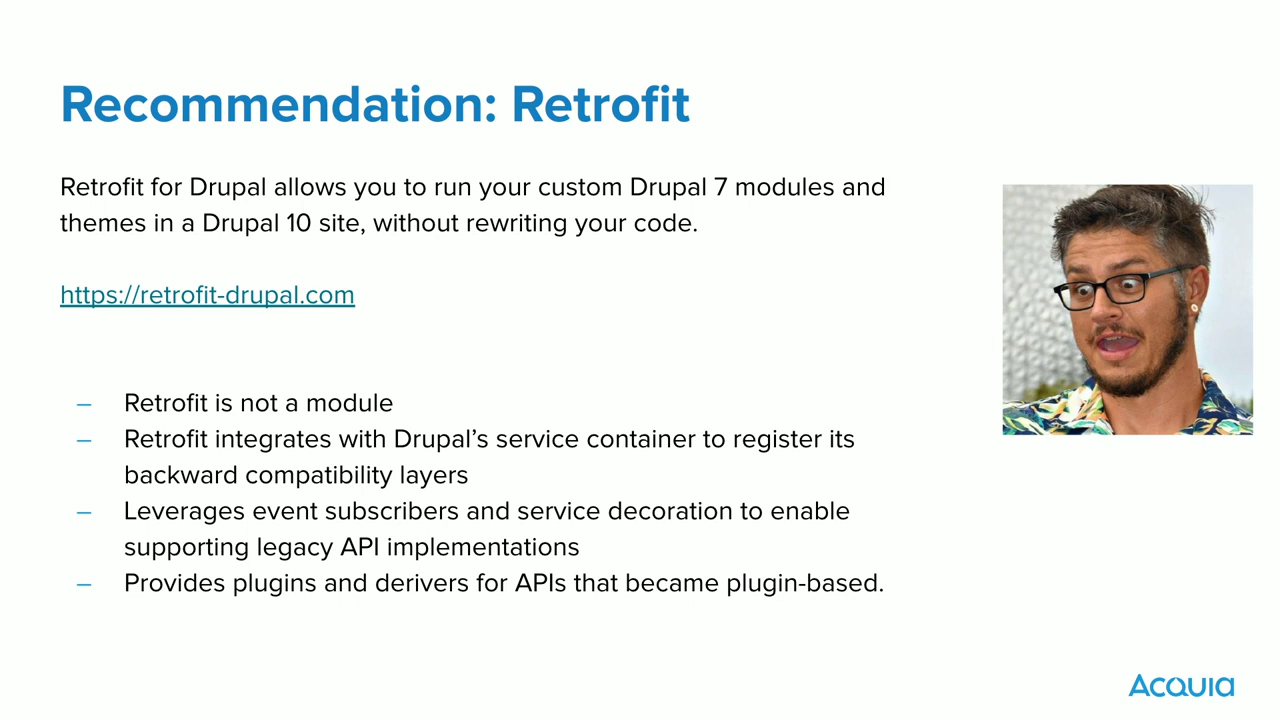 Recommendation: Retrofit
Retrofit for Drupal allows you to run your custom Drupal 7 modules and
themes in a Drupal 10 site, without rewriting your code.
https://retrofit-drupal.com
– Retrofit is not a module
– Retrofit integrates with Drupal’s service container to register its
backward compatibility layers
– Leverages event subscribers and service decoration to enable
supporting legacy API implementations
– Provides plugins and derivers for APIs that became plugin-based.
Acquia